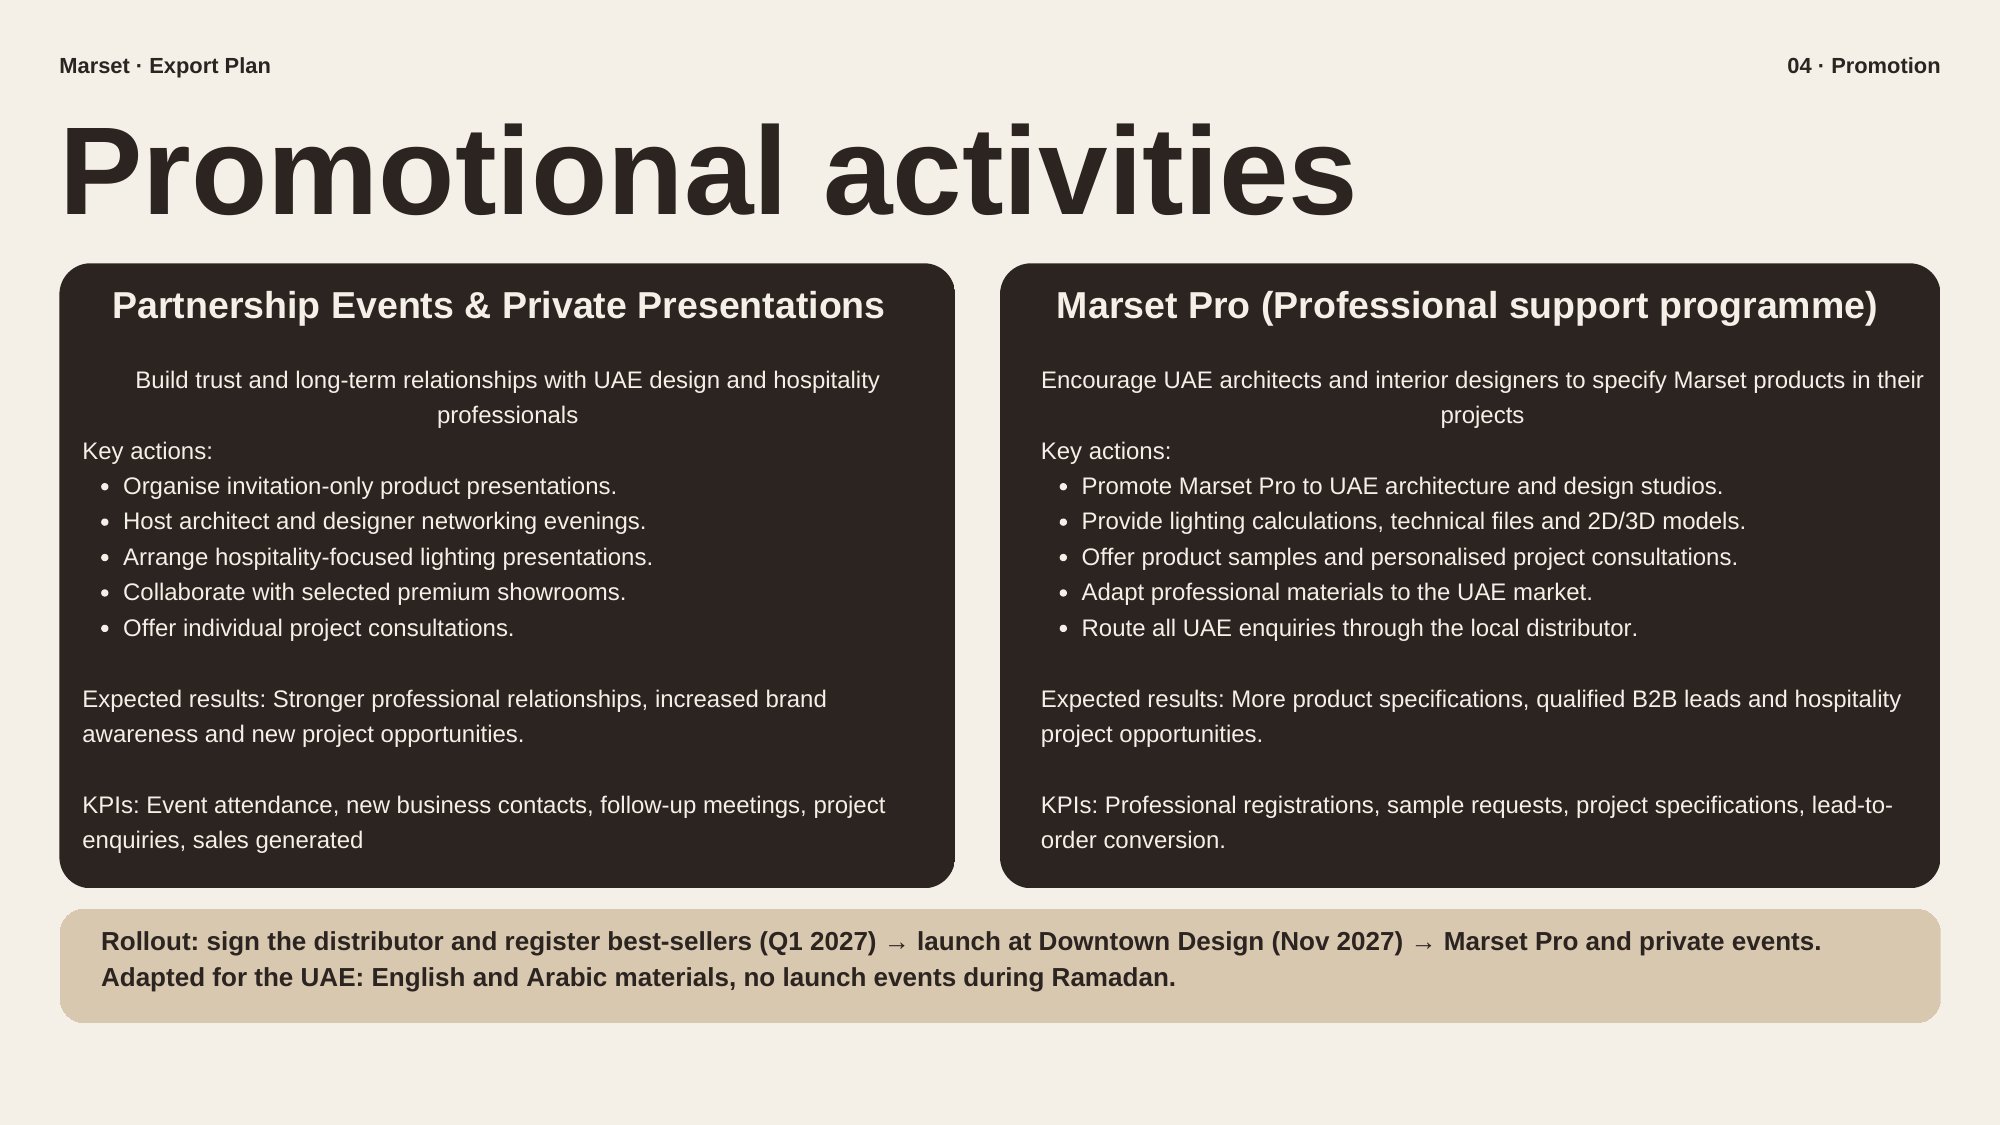 Marset · Export Plan
04 · Promotion
Promotional activities
Partnership Events & Private Presentations
Build trust and long-term relationships with UAE design and hospitality
professionals
Key actions:
• Organise invitation-only product presentations.
• Host architect and designer networking evenings.
• Arrange hospitality-focused lighting presentations.
• Collaborate with selected premium showrooms.
• Offer individual project consultations.
Expected results: Stronger professional relationships, increased brand
awareness and new project opportunities.
KPIs: Event attendance, new business contacts, follow-up meetings, project
enquiries, sales generated
Marset Pro (Professional support programme)
Encourage UAE architects and interior designers to specify Marset products in their
projects
Key actions:
• Promote Marset Pro to UAE architecture and design studios.
• Provide lighting calculations, technical files and 2D/3D models.
• Offer product samples and personalised project consultations.
• Adapt professional materials to the UAE market.
• Route all UAE enquiries through the local distributor.
Expected results: More product specifications, qualified B2B leads and hospitality
project opportunities.
KPIs: Professional registrations, sample requests, project specifications, lead-to-
order conversion.
Rollout: sign the distributor and register best-sellers (Q1 2027) → launch at Downtown Design (Nov 2027) → Marset Pro and private events.
Adapted for the UAE: English and Arabic materials, no launch events during Ramadan.